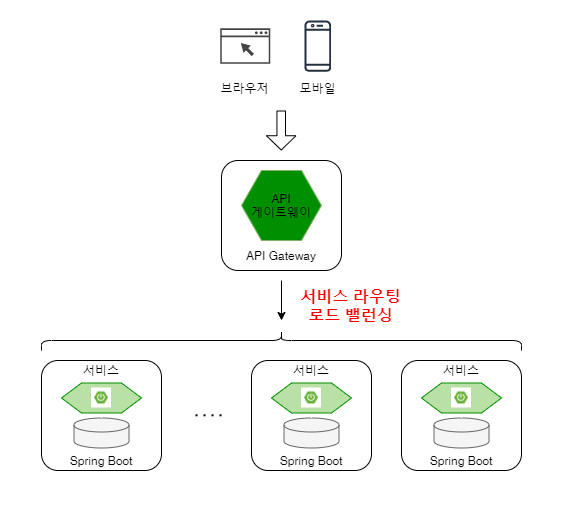 브라우저
모바일
API
게이트웨이
API Gateway
서비스 라우팅
로드 밸런싱
서비스
서비스
서비스
....
Spring Boot
Spring Boot
Spring Boot